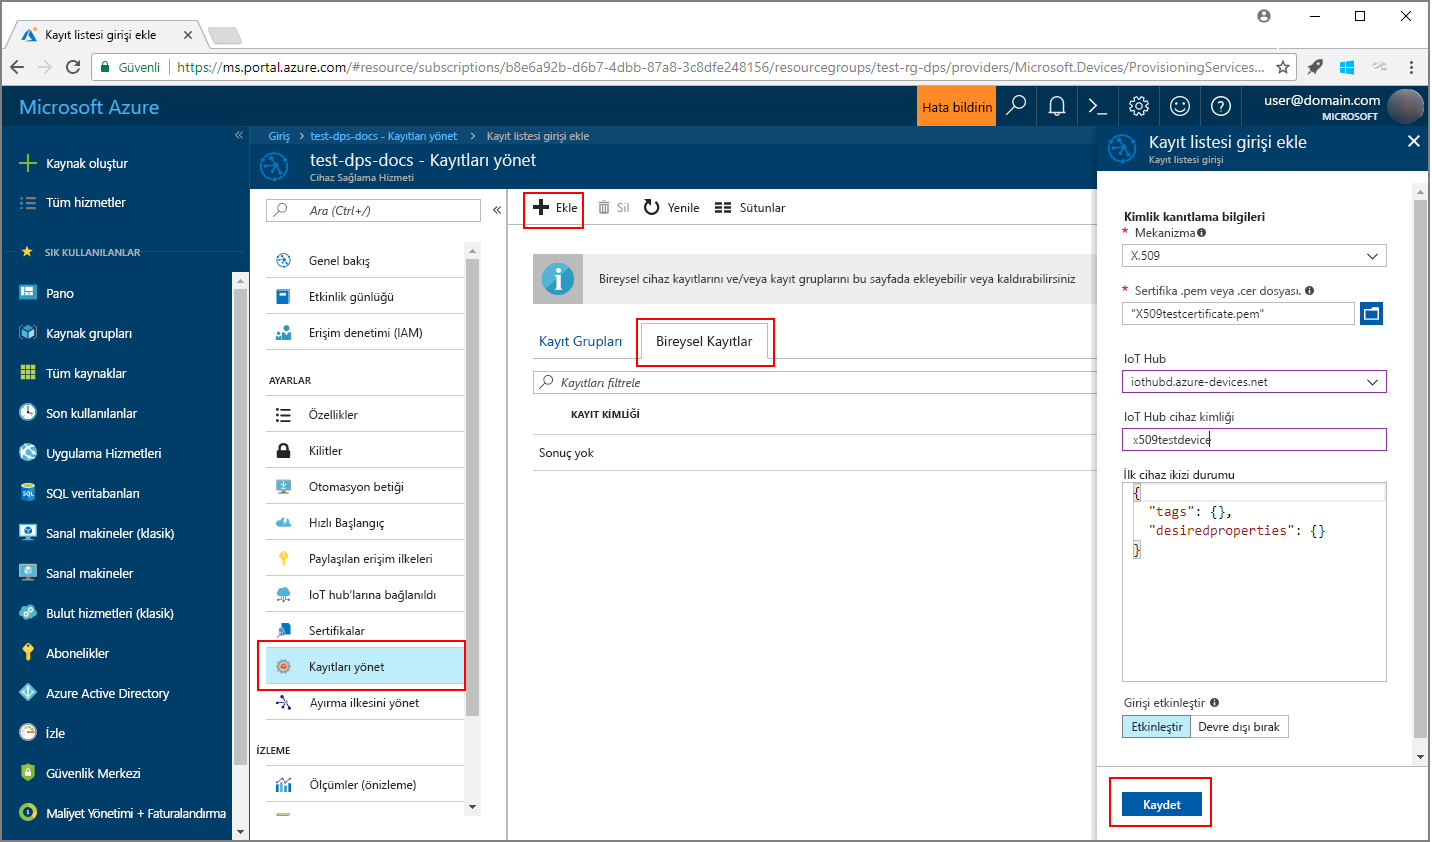 Kayıt listesi girişi ekle
Güvenli
https://ms.portal.azure.com/#resource/subscriptions/b8e6a92b-d6b7-4dbb-87a8-3c8dfe248156/resourcegroups/test-rg-dps/providers/Microsoft.Devices/ProvisioningServices...
Microsoft Azure
Hata bildirin
user@domain.com
MICROSOFT
Kaynak oluştur
Tüm hizmetler
SIK KULLANILANLAR
Pano
Kaynak grupları
Tüm kaynaklar
Son kullanılanlar
Uygulama Hizmetleri
SQL veritabanları
Sanal makineler (klasik)
Sanal makineler
Bulut hizmetleri (klasik)
Abonelikler
Azure Active Directory
İzle
Güvenlik Merkezi
Maliyet Yönetimi + Faturalandırma
Giriş > test-dps-docs - Kayıtları yönet > Kayıt listesi girişi ekle
test-dps-docs - Kayıtları yönet
Cihaz Sağlama Hizmeti
Ara (Ctrl+/)
Genel bakış
Etkinlik günlüğü
Erişim denetimi (IAM)
AYARLAR
Özellikler
Kilitler
Otomasyon betiği
Hızlı Başlangıç
Paylaşılan erişim ilkeleri
IoT hub'larına bağlanıldı
Sertifikalar
Kayıtları yönet
Ayırma ilkesini yönet
İZLEME
Ölçümler (önizleme)
Ekle
Sil
Yenile
Sütunlar
Bireysel cihaz kayıtlarını ve/veya kayıt gruplarını bu sayfada ekleyebilir veya kaldırabilirsiniz
Kayıt Grupları
Bireysel Kayıtlar
Kayıtları filtrele
KAYIT KİMLİĞİ
Sonuç yok
Kayıt listesi girişi ekle
Kayıt listesi girişi
Kimlik kanıtlama bilgileri
* Mekanizma
X.509
* Sertifika .pem veya .cer dosyası.
"X509testcertificate.pem"
IoT Hub
iothubd.azure-devices.net
IoT Hub cihaz kimliği
x509testdevice
İlk cihaz ikizi durumu
{
"tags": {},
"desiredproperties": {}
}
Girişi etkinleştir
Etkinleştir
Devre dışı bırak
Kaydet